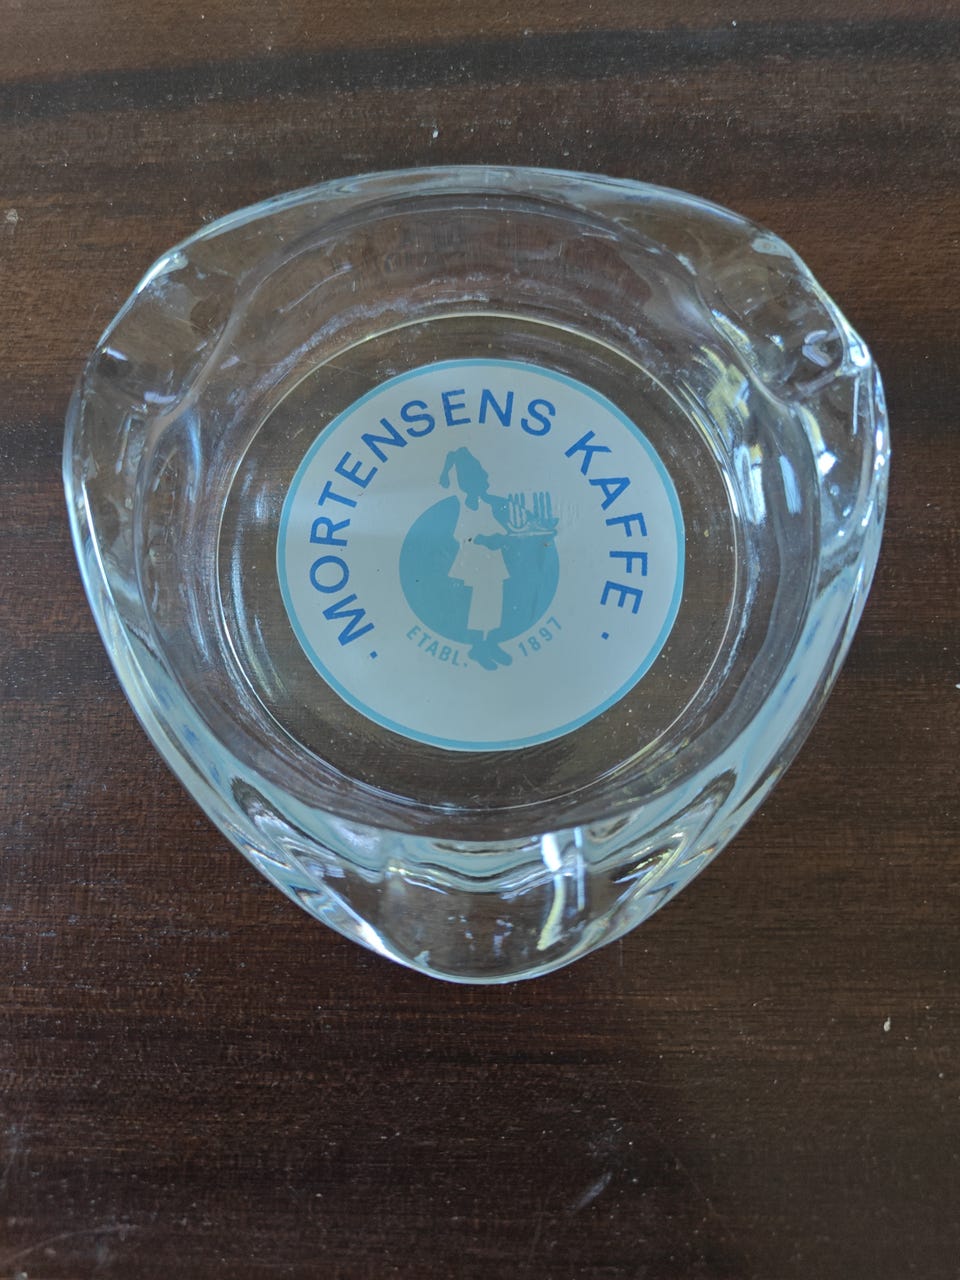 · MORTENSENS KAFFE ·
ETABL. 1897